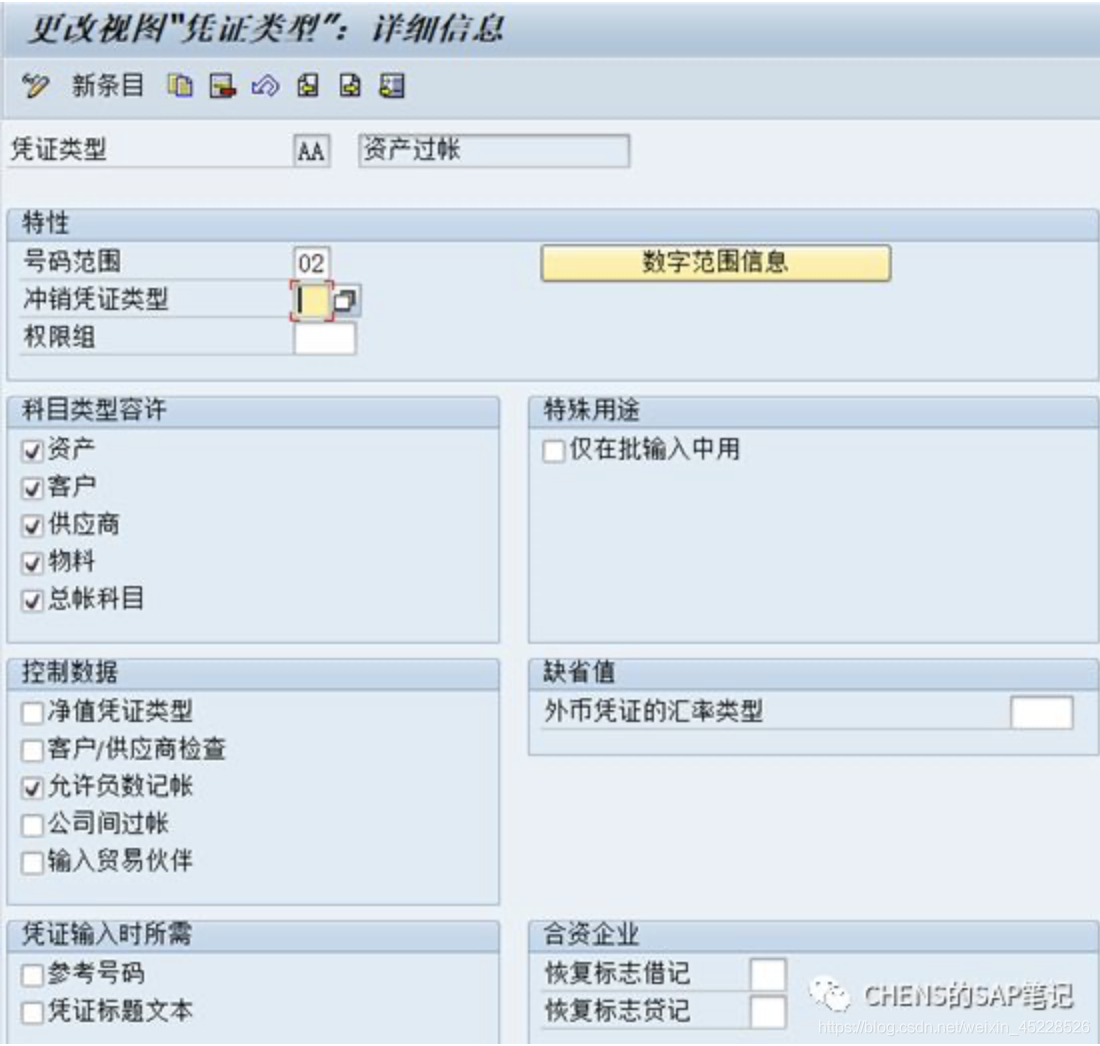 更改视图"凭证类型": 详细信息
新条目
凭证类型 AA 资产过帐
特性
号码范围 02 数字范围信息
冲销凭证类型
权限组
科目类型容许
资产
客户
供应商
物料
总帐科目
特殊用途
仅在批输入中用
控制数据
净值凭证类型
客户/供应商检查
允许负数记帐
公司间过帐
输入贸易伙伴
缺省值
外币凭证的汇率类型
凭证输入时所需
参考号码
凭证标题文本
合资企业
恢复标志借记
恢复标志贷记
CHENS的SAP笔记
https://blog.csdn.net/weixin_45228526